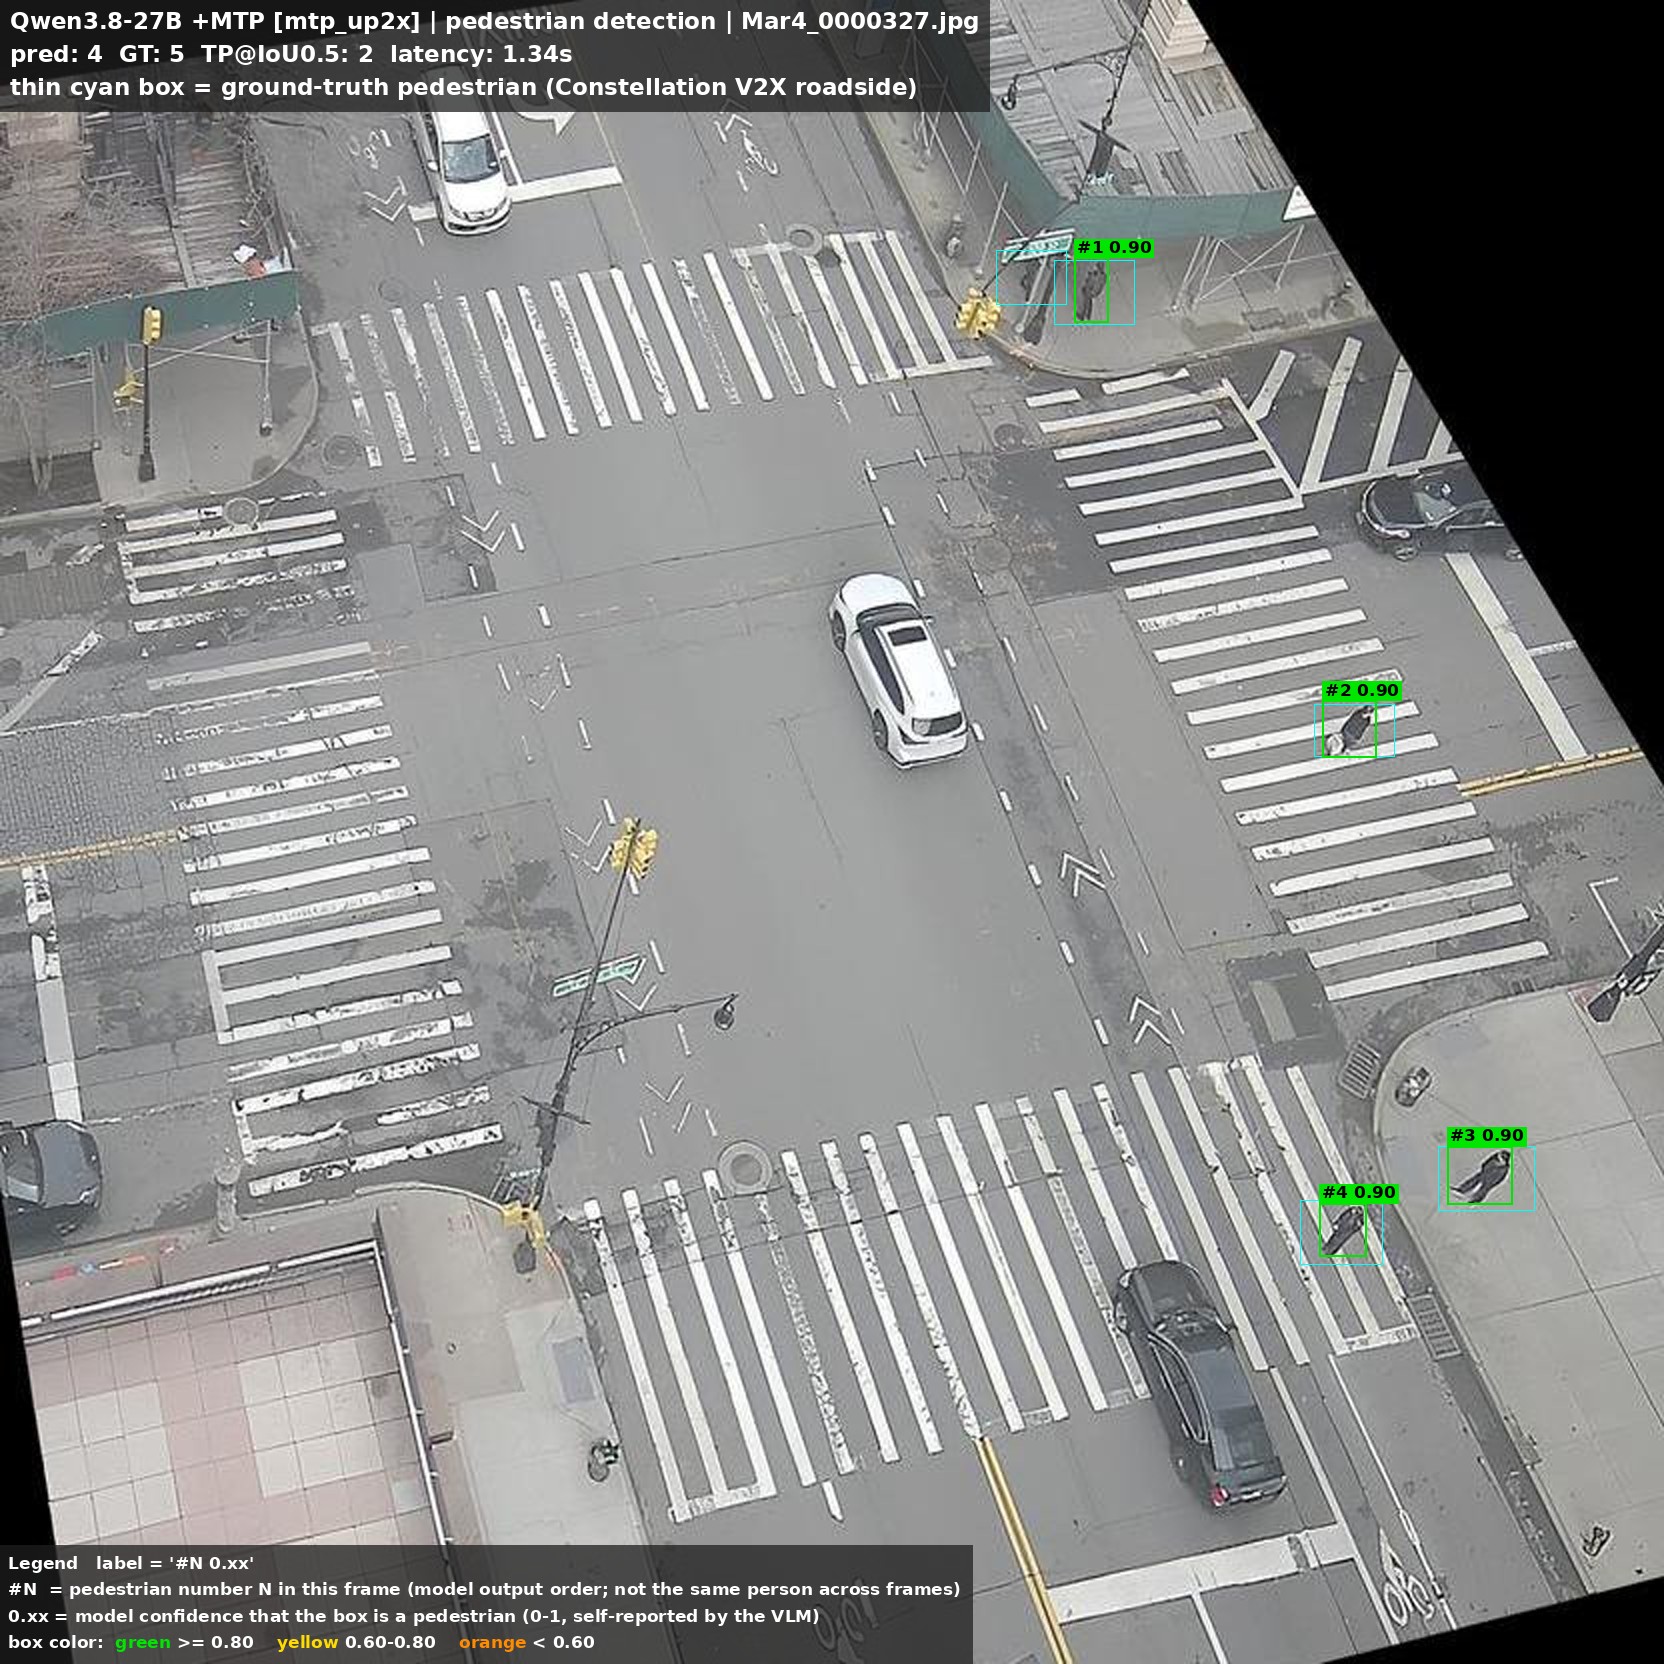 Qwen3.8-27B +MTP [mtp_up2x] | pedestrian detection | Mar4_0000327.jpg
pred: 4  GT: 5  TP@IoU0.5: 2  latency: 1.34s
thin cyan box = ground-truth pedestrian (Constellation V2X roadside)
#1 0.90
#2 0.90
#3 0.90
#4 0.90
Legend   label = '#N 0.xx'
#N  = pedestrian number N in this frame (model output order; not the same person across frames)
0.xx = model confidence that the box is a pedestrian (0-1, self-reported by the VLM)
box color:  green >= 0.80    yellow 0.60-0.80    orange < 0.60